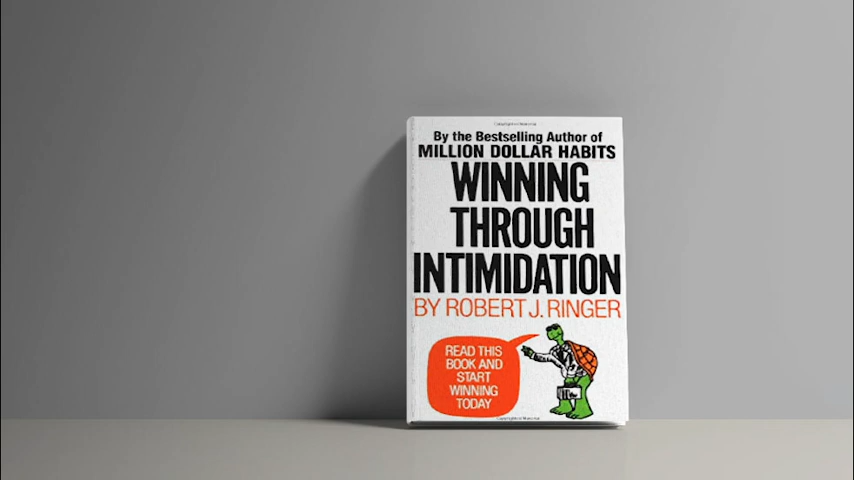 By the Bestselling Author of
MILLION DOLLAR HABITS
WINNING
THROUGH
INTIMIDATION
BY ROBERT J. RINGER
READ THIS
BOOK AND
START
WINNING
TODAY